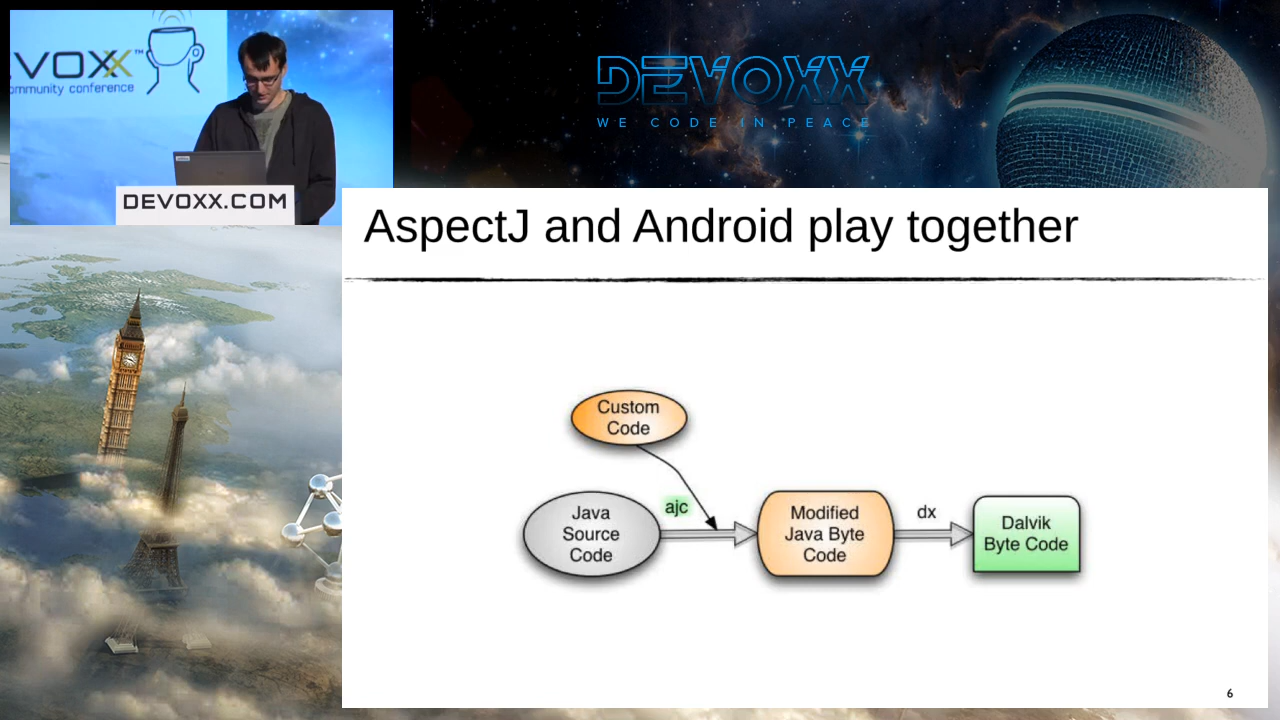 VOXX™
ommunity conference
DEVOXX.COM
DEVOXX
WE CODE IN PEACE
AspectJ and Android play together
Custom
Code
Java
Source
Code
ajc
Modified
Java Byte
Code
dx
Dalvik
Byte Code
6